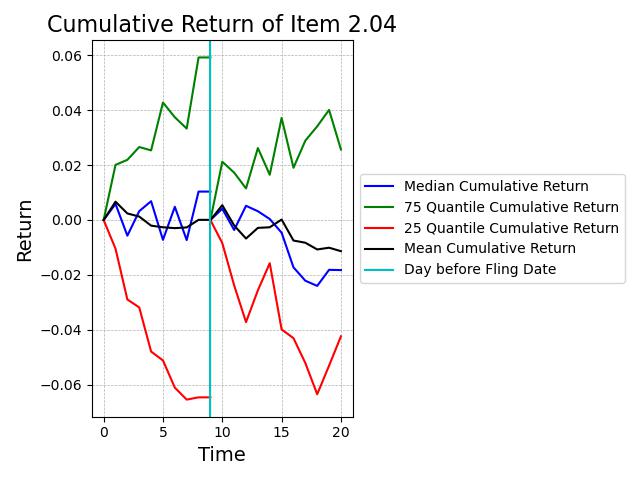 Cumulative Return of Item 2.04
0.06
0.04
0.02
0.00
−0.02
−0.04
−0.06
Return
0 5 10 15 20
Time
Median Cumulative Return
75 Quantile Cumulative Return
25 Quantile Cumulative Return
Mean Cumulative Return
Day before Fling Date